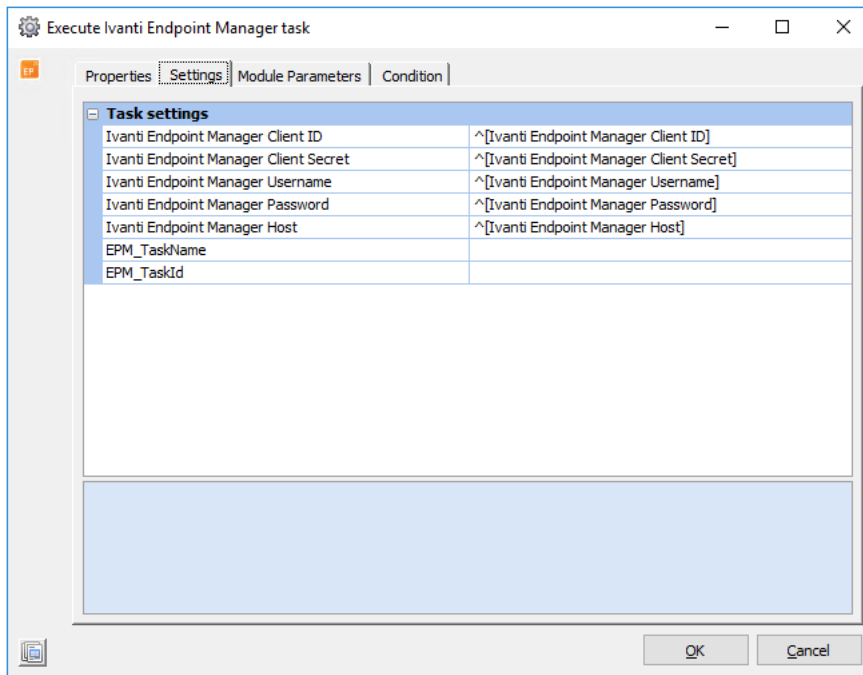 Execute Ivanti Endpoint Manager task
EP
Properties Settings Module Parameters Condition
Task settings
Ivanti Endpoint Manager Client ID ^[Ivanti Endpoint Manager Client ID]
Ivanti Endpoint Manager Client Secret ^[Ivanti Endpoint Manager Client Secret]
Ivanti Endpoint Manager Username ^[Ivanti Endpoint Manager Username]
Ivanti Endpoint Manager Password ^[Ivanti Endpoint Manager Password]
Ivanti Endpoint Manager Host ^[Ivanti Endpoint Manager Host]
EPM_TaskName
EPM_TaskId
OK Cancel